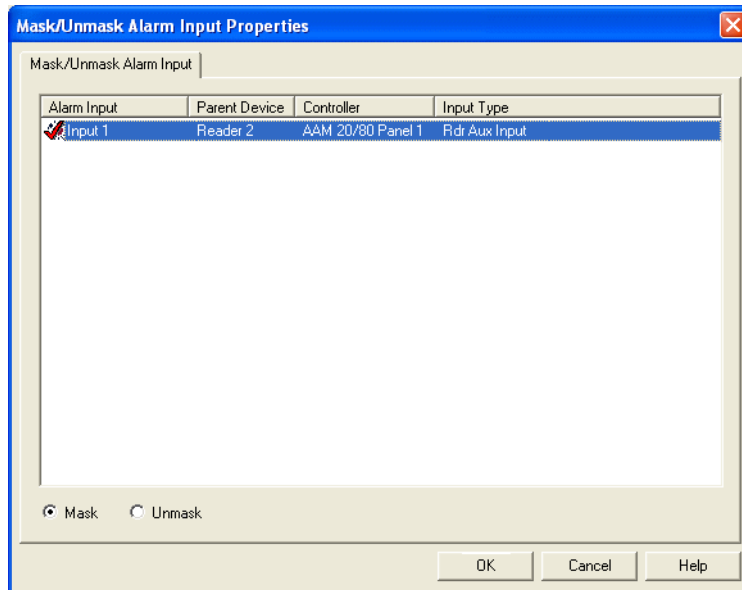 Mask/Unmask Alarm Input Properties
Mask/Unmask Alarm Input
Alarm Input Parent Device Controller Input Type
Input 1 Reader 2 AAM 20/80 Panel 1 Rdr Aux Input
Mask Unmask
OK Cancel Help